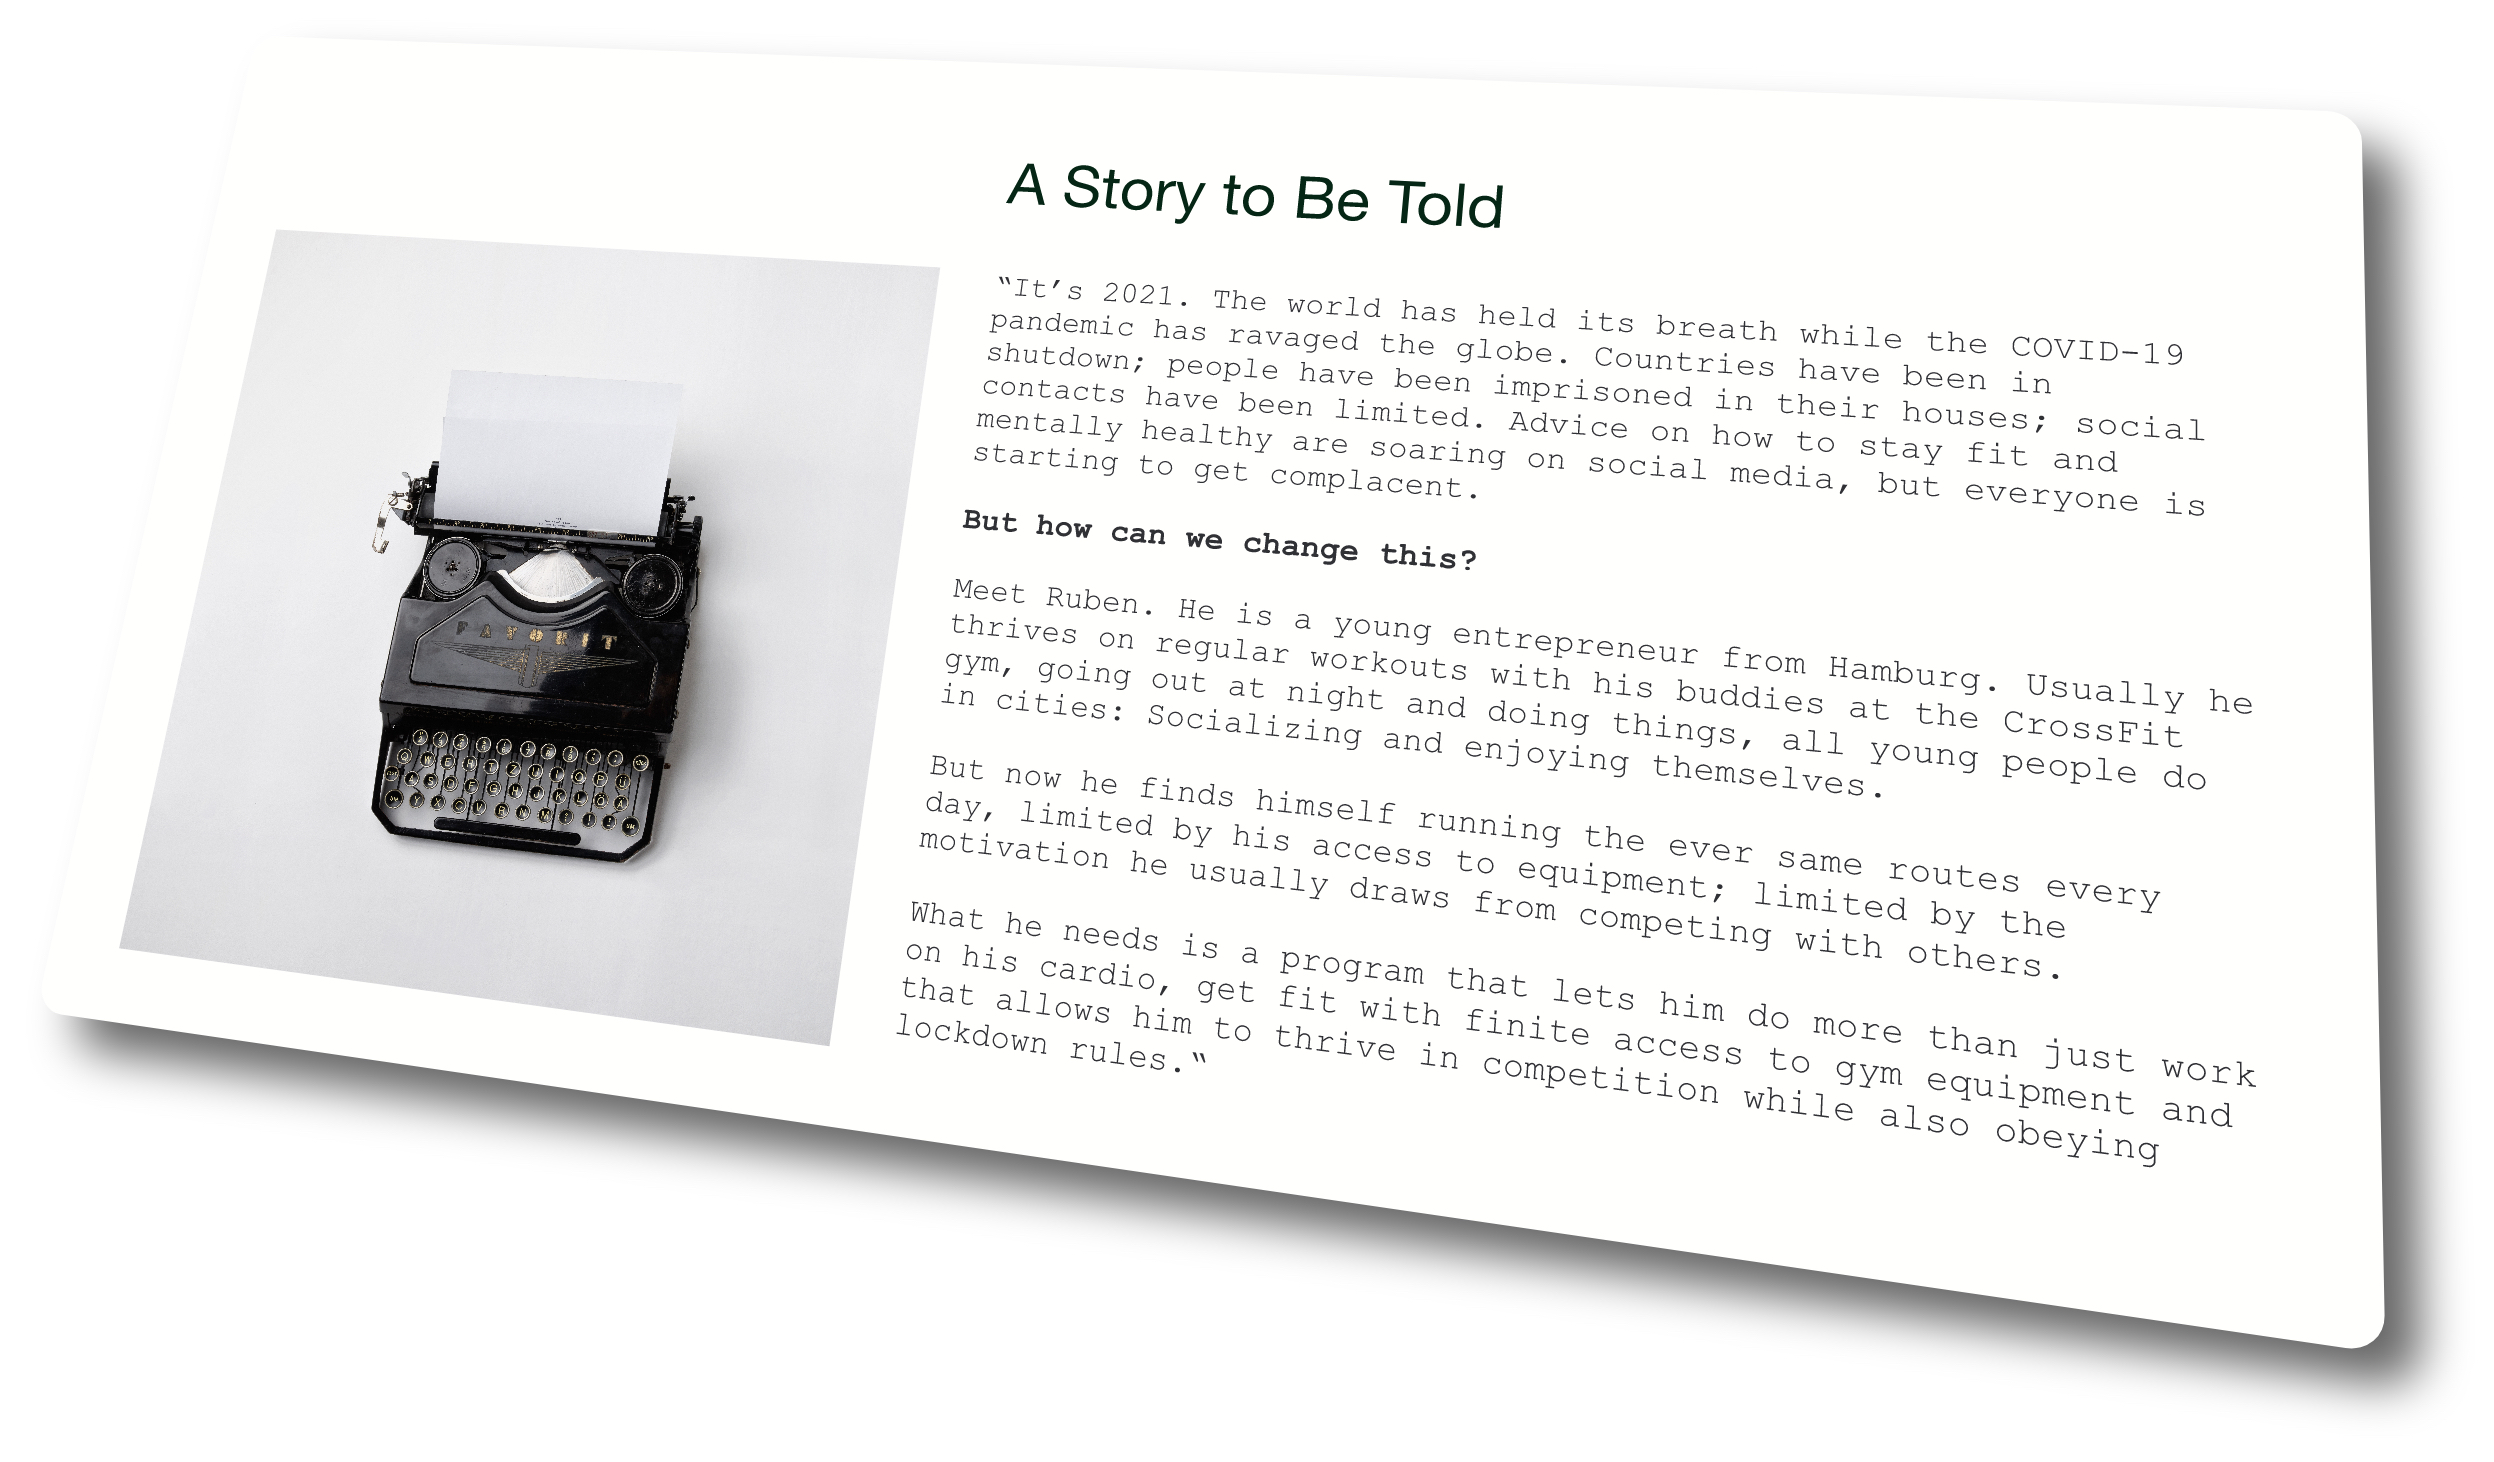 A Story to Be Told
“It’s 2021. The world has held its breath while the COVID-19
pandemic has ravaged the globe. Countries have been in
shutdown; people have been imprisoned in their houses; social
contacts have been limited. Advice on how to stay fit and
mentally healthy are soaring on social media, but everyone is
starting to get complacent.
But how can we change this?
Meet Ruben. He is a young entrepreneur from Hamburg. Usually he
thrives on regular workouts with his buddies at the CrossFit
gym, going out at night and doing things, all young people do
in cities: Socializing and enjoying themselves.
But now he finds himself running the ever same routes every
day, limited by his access to equipment; limited by the
motivation he usually draws from competing with others.
What he needs is a program that lets him do more than just work
on his cardio, get fit with finite access to gym equipment and
that allows him to thrive in competition while also obeying
lockdown rules.“
FAVORIT